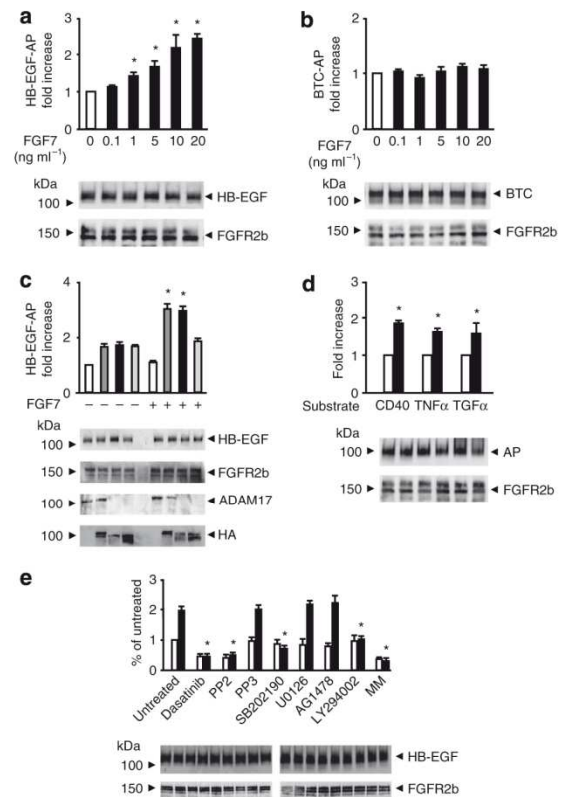 a
HB-EGF-AP
fold increase
3
2
1
0
FGF7
(ng ml⁻¹)
0 0.1 1 5 10 20
* * * *
kDa
100 ► ◄ HB-EGF
150 ► ◄ FGFR2b
b
BTC-AP
fold increase
2
1
0
FGF7
(ng ml⁻¹)
0 0.1 1 5 10 20
kDa
100 ► ◄ BTC
150 ► ◄ FGFR2b
c
HB-EGF-AP
fold increase
4
2
0
* *
FGF7 – – – – + + + +
kDa
100 ► ◄ HB-EGF
150 ► ◄ FGFR2b
100 ► ◄ ADAM17
100 ► ◄ HA
d
Fold increase
3
2
1
0
* * *
Substrate CD40 TNFα TGFα
kDa
100 ► ◄ AP
150 ► ◄ FGFR2b
e
% of untreated
3
2
1
0
* * * * *
Untreated
Dasatinib
PP2
PP3
SB202190
U0126
AG1478
LY294002
MM
kDa
100 ► ◄ HB-EGF
150 ► ◄ FGFR2b